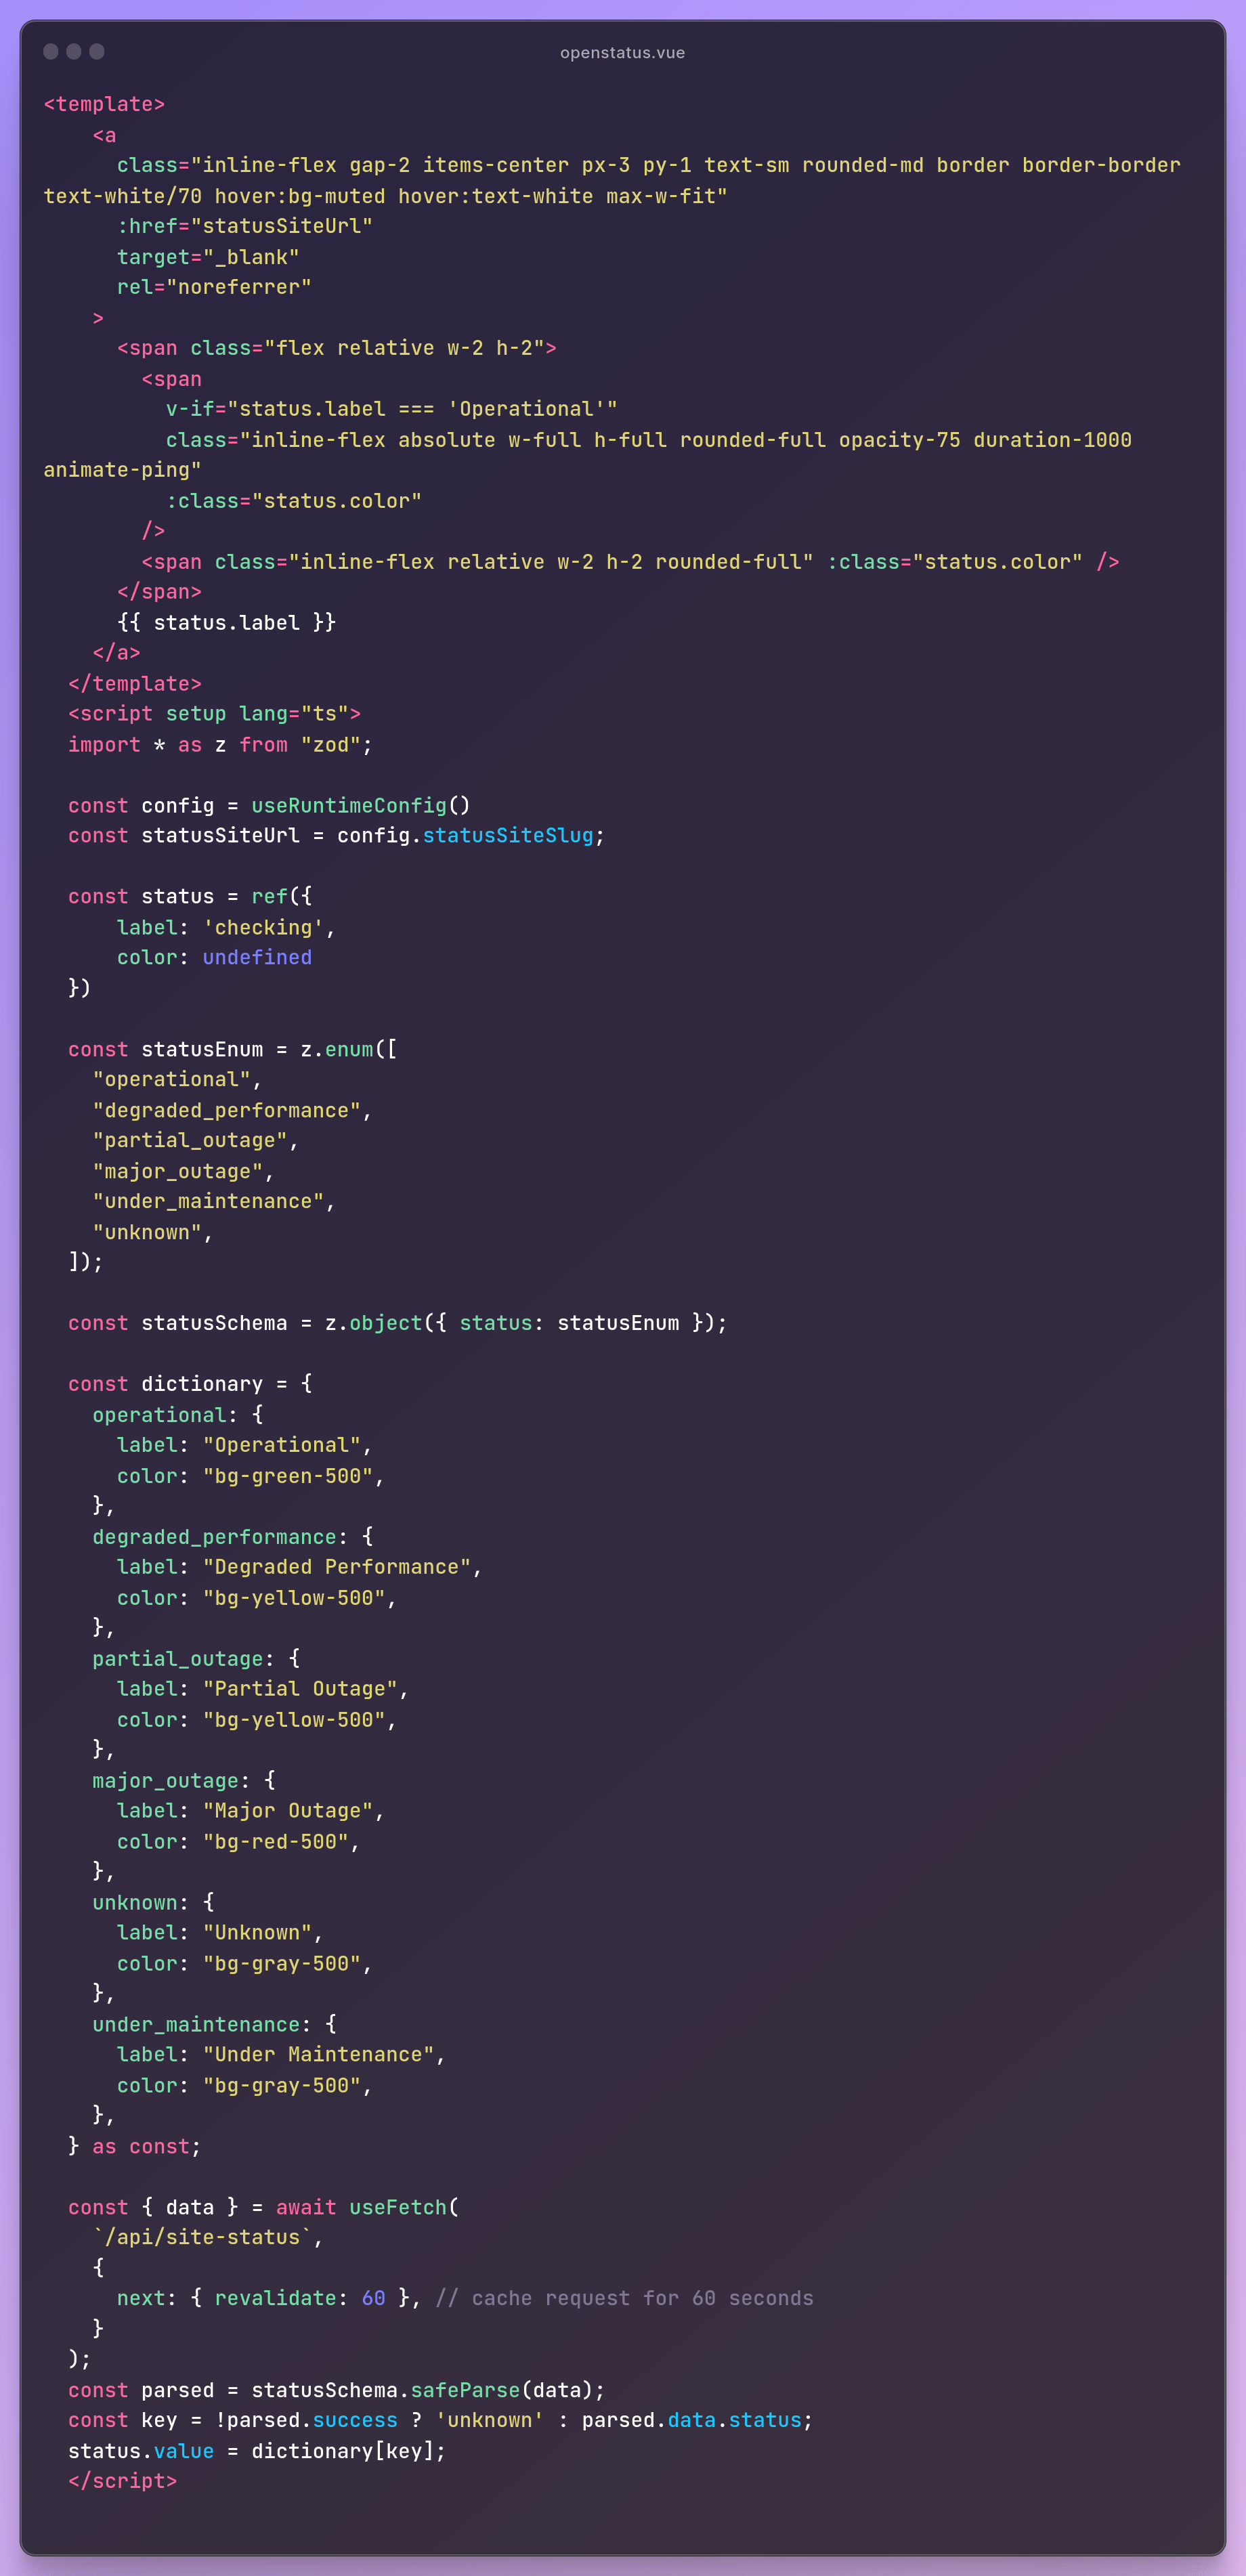 openstatus.vue
<template>
    <a
      class="inline-flex gap-2 items-center px-3 py-1 text-sm rounded-md border border-border
text-white/70 hover:bg-muted hover:text-white max-w-fit"
      :href="statusSiteUrl"
      target="_blank"
      rel="noreferrer"
    >
      <span class="flex relative w-2 h-2">
        <span
          v-if="status.label === 'Operational'"
          class="inline-flex absolute w-full h-full rounded-full opacity-75 duration-1000
animate-ping"
          :class="status.color"
        />
        <span class="inline-flex relative w-2 h-2 rounded-full" :class="status.color" />
      </span>
      {{ status.label }}
    </a>
  </template>
  <script setup lang="ts">
  import * as z from "zod";

  const config = useRuntimeConfig()
  const statusSiteUrl = config.statusSiteSlug;

  const status = ref({
      label: 'checking',
      color: undefined
  })

  const statusEnum = z.enum([
    "operational",
    "degraded_performance",
    "partial_outage",
    "major_outage",
    "under_maintenance",
    "unknown",
  ]);

  const statusSchema = z.object({ status: statusEnum });

  const dictionary = {
    operational: {
      label: "Operational",
      color: "bg-green-500",
    },
    degraded_performance: {
      label: "Degraded Performance",
      color: "bg-yellow-500",
    },
    partial_outage: {
      label: "Partial Outage",
      color: "bg-yellow-500",
    },
    major_outage: {
      label: "Major Outage",
      color: "bg-red-500",
    },
    unknown: {
      label: "Unknown",
      color: "bg-gray-500",
    },
    under_maintenance: {
      label: "Under Maintenance",
      color: "bg-gray-500",
    },
  } as const;

  const { data } = await useFetch(
    `/api/site-status`,
    {
      next: { revalidate: 60 }, // cache request for 60 seconds
    }
  );
  const parsed = statusSchema.safeParse(data);
  const key = !parsed.success ? 'unknown' : parsed.data.status;
  status.value = dictionary[key];
  </script>